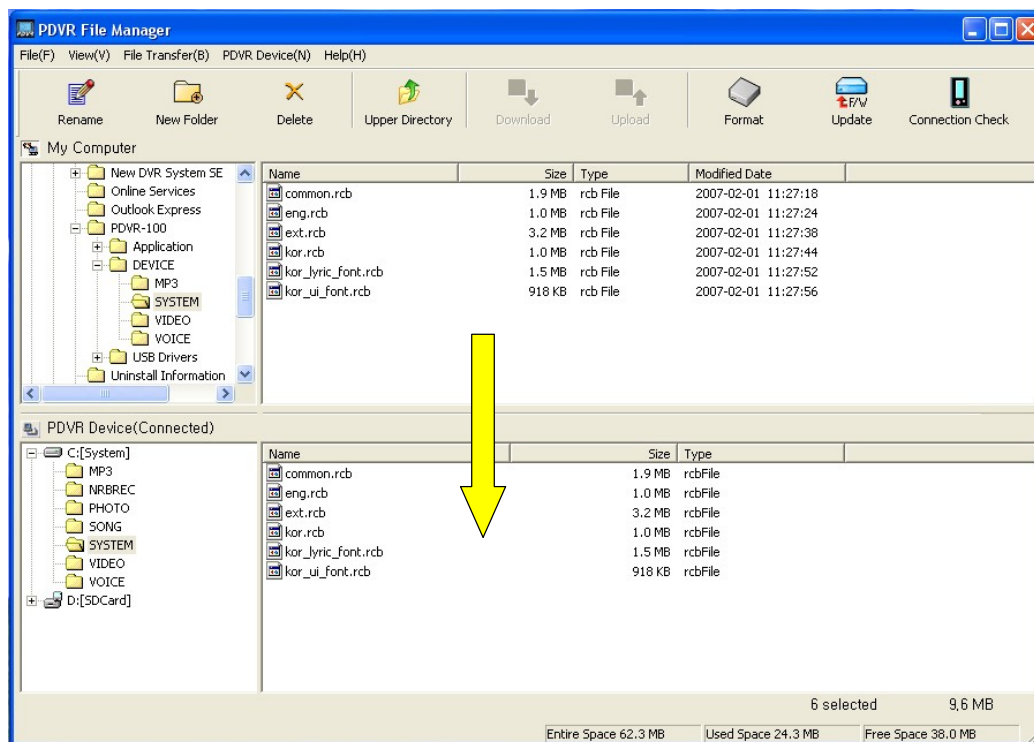 PDVR File Manager
File(F) View(V) File Transfer(B) PDVR Device(N) Help(H)
Rename New Folder Delete Upper Directory Download Upload Format Update Connection Check
F/W
My Computer
New DVR System SE
Online Services
Outlook Express
PDVR-100
Application
DEVICE
MP3
SYSTEM
VIDEO
VOICE
USB Drivers
Uninstall Information
Name Size Type Modified Date
common.rcb 1.9 MB rcb File 2007-02-01 11:27:18
eng.rcb 1.0 MB rcb File 2007-02-01 11:27:24
ext.rcb 3.2 MB rcb File 2007-02-01 11:27:38
kor.rcb 1.0 MB rcb File 2007-02-01 11:27:44
kor_lyric_font.rcb 1.5 MB rcb File 2007-02-01 11:27:52
kor_ui_font.rcb 918 KB rcb File 2007-02-01 11:27:56
PDVR Device(Connected)
C:[System]
MP3
NRBREC
PHOTO
SONG
SYSTEM
VIDEO
VOICE
D:[SDCard]
Name Size Type
common.rcb 1.9 MB rcbFile
eng.rcb 1.0 MB rcbFile
ext.rcb 3.2 MB rcbFile
kor.rcb 1.0 MB rcbFile
kor_lyric_font.rcb 1.5 MB rcbFile
kor_ui_font.rcb 918 KB rcbFile
6 selected 9,6 MB
Entire Space 62.3 MB Used Space 24.3 MB Free Space 38.0 MB